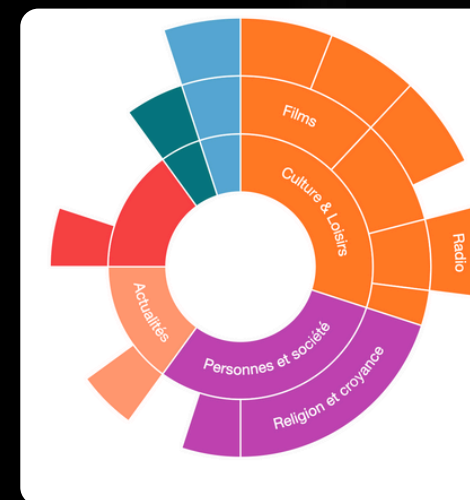 Films
Culture & Loisirs
Radio
Actualités
Personnes et société
Religion et croyance